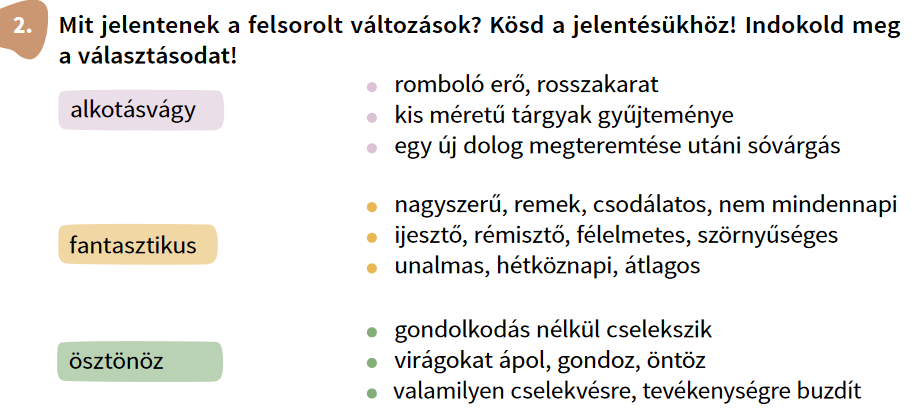 2. Mit jelentenek a felsorolt változások? Kösd a jelentésükhöz! Indokold meg
a választásodat!
alkotásvágy
romboló erő, rosszakarat
kis méretű tárgyak gyűjteménye
egy új dolog megteremtése utáni sóvárgás
fantasztikus
nagyszerű, remek, csodálatos, nem mindennapi
ijesztő, rémisztő, félelmetes, szörnyűséges
unalmas, hétköznapi, átlagos
ösztönöz
gondolkodás nélkül cselekszik
virágokat ápol, gondoz, öntöz
valamilyen cselekvésre, tevékenységre buzdít